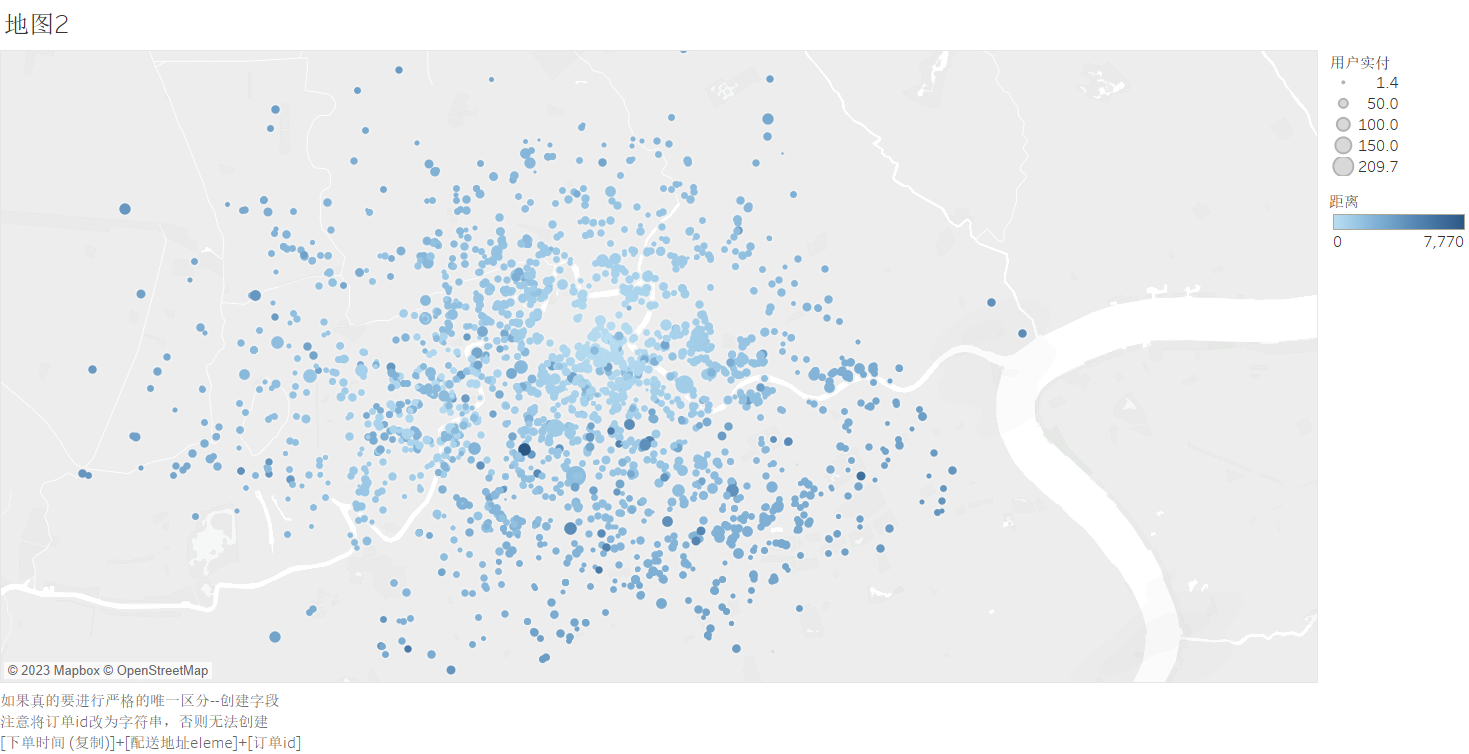 地图2
用户实付
1.4
50.0
100.0
150.0
209.7
距离
0 7,770
© 2023 Mapbox © OpenStreetMap
如果真的要进行严格的唯一区分--创建字段
注意将订单id改为字符串，否则无法创建
[下单时间 (复制)]+[配送地址eleme]+[订单id]